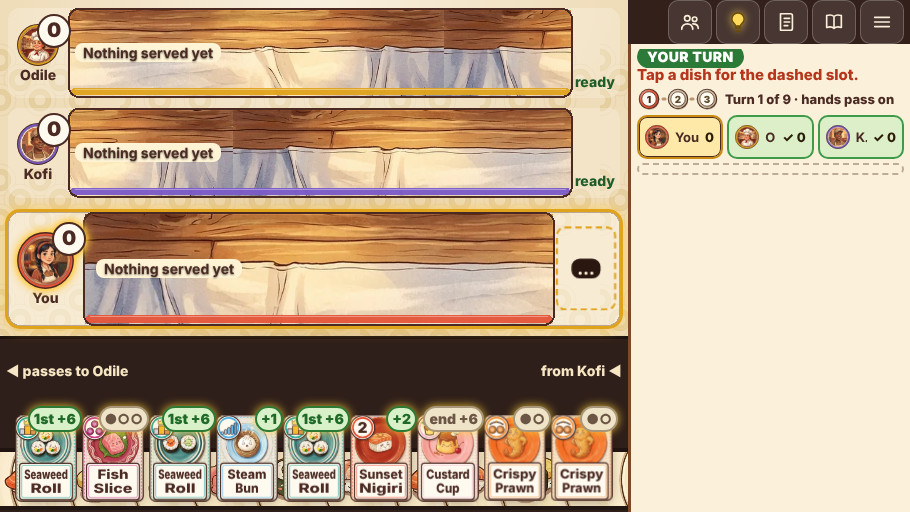 0
Odile
Nothing served yet
ready
0
Kofi
Nothing served yet
ready
0
You
Nothing served yet
...
passes to Odile
from Kofi
1st +6
Seaweed
Roll
Fish
Slice
1st +6
Seaweed
Roll
+1
Steam
Bun
1st +6
Seaweed
Roll
2
+2
Sunset
Nigiri
end +6
Custard
Cup
Crispy
Prawn
Crispy
Prawn
YOUR TURN
Tap a dish for the dashed slot.
1 2 3 Turn 1 of 9 · hands pass on
You 0
O ✓ 0
K. ✓ 0